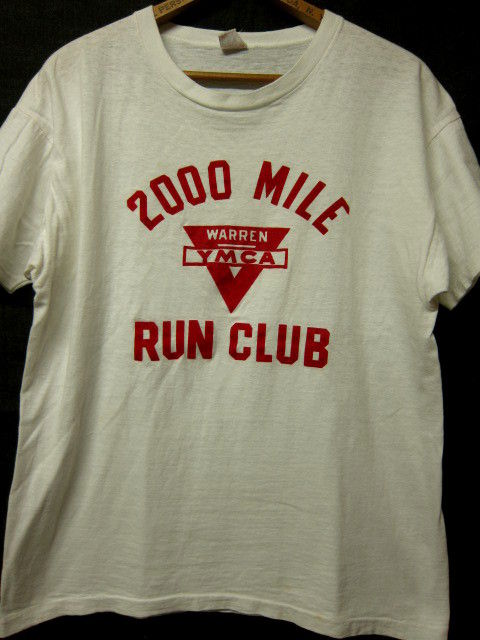 2000 MILE
WARREN
YMCA
RUN CLUB